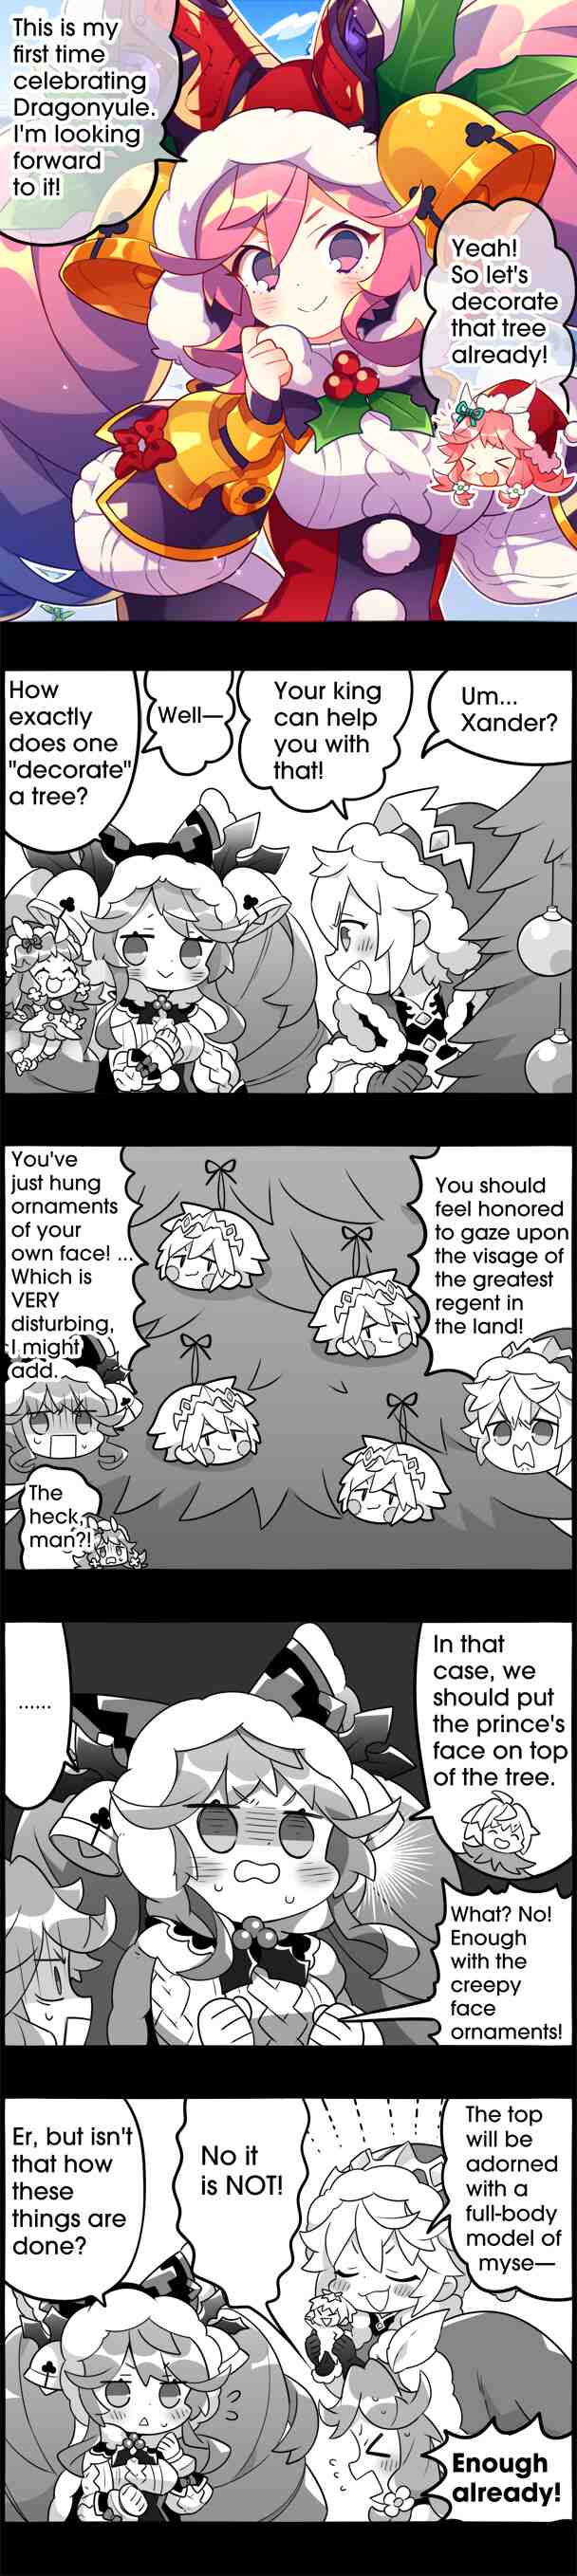 This is my
first time
celebrating
Dragonyule.
I'm looking
forward
to it!
Yeah!
So let's
decorate
that tree
already!
How
exactly
does one
"decorate"
a tree?
Well—
Your king
can help
you with
that!
Um...
Xander?
You've
just hung
ornaments
of your
own face! ...
Which is
VERY
disturbing,
I might
add.
The
heck,
man?!
You should
feel honored
to gaze upon
the visage of
the greatest
regent in
the land!
......
In that
case, we
should put
the prince's
face on top
of the tree.
What? No!
Enough
with the
creepy
face
ornaments!
Er, but isn't
that how
these
things are
done?
No it
is NOT!
The top
will be
adorned
with a
full-body
model of
myse—
Enough
already!